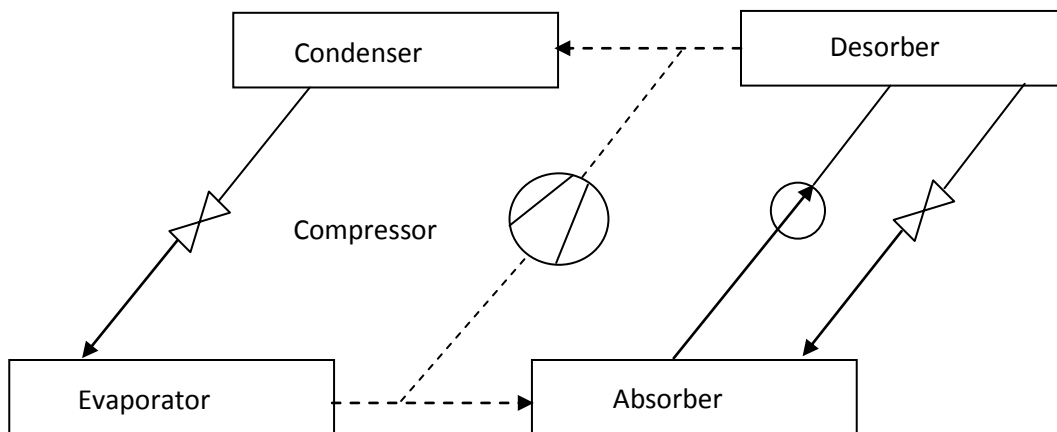 Condenser
Desorber
Compressor
Evaporator
Absorber